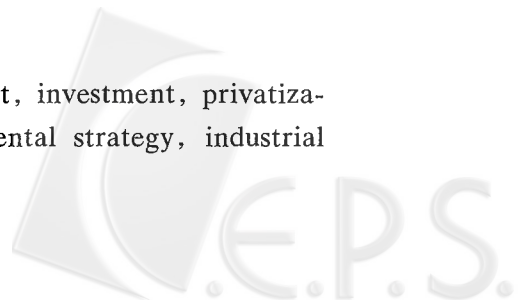 t, investment, privatiza-
ental strategy, industrial
C.E.P.S.